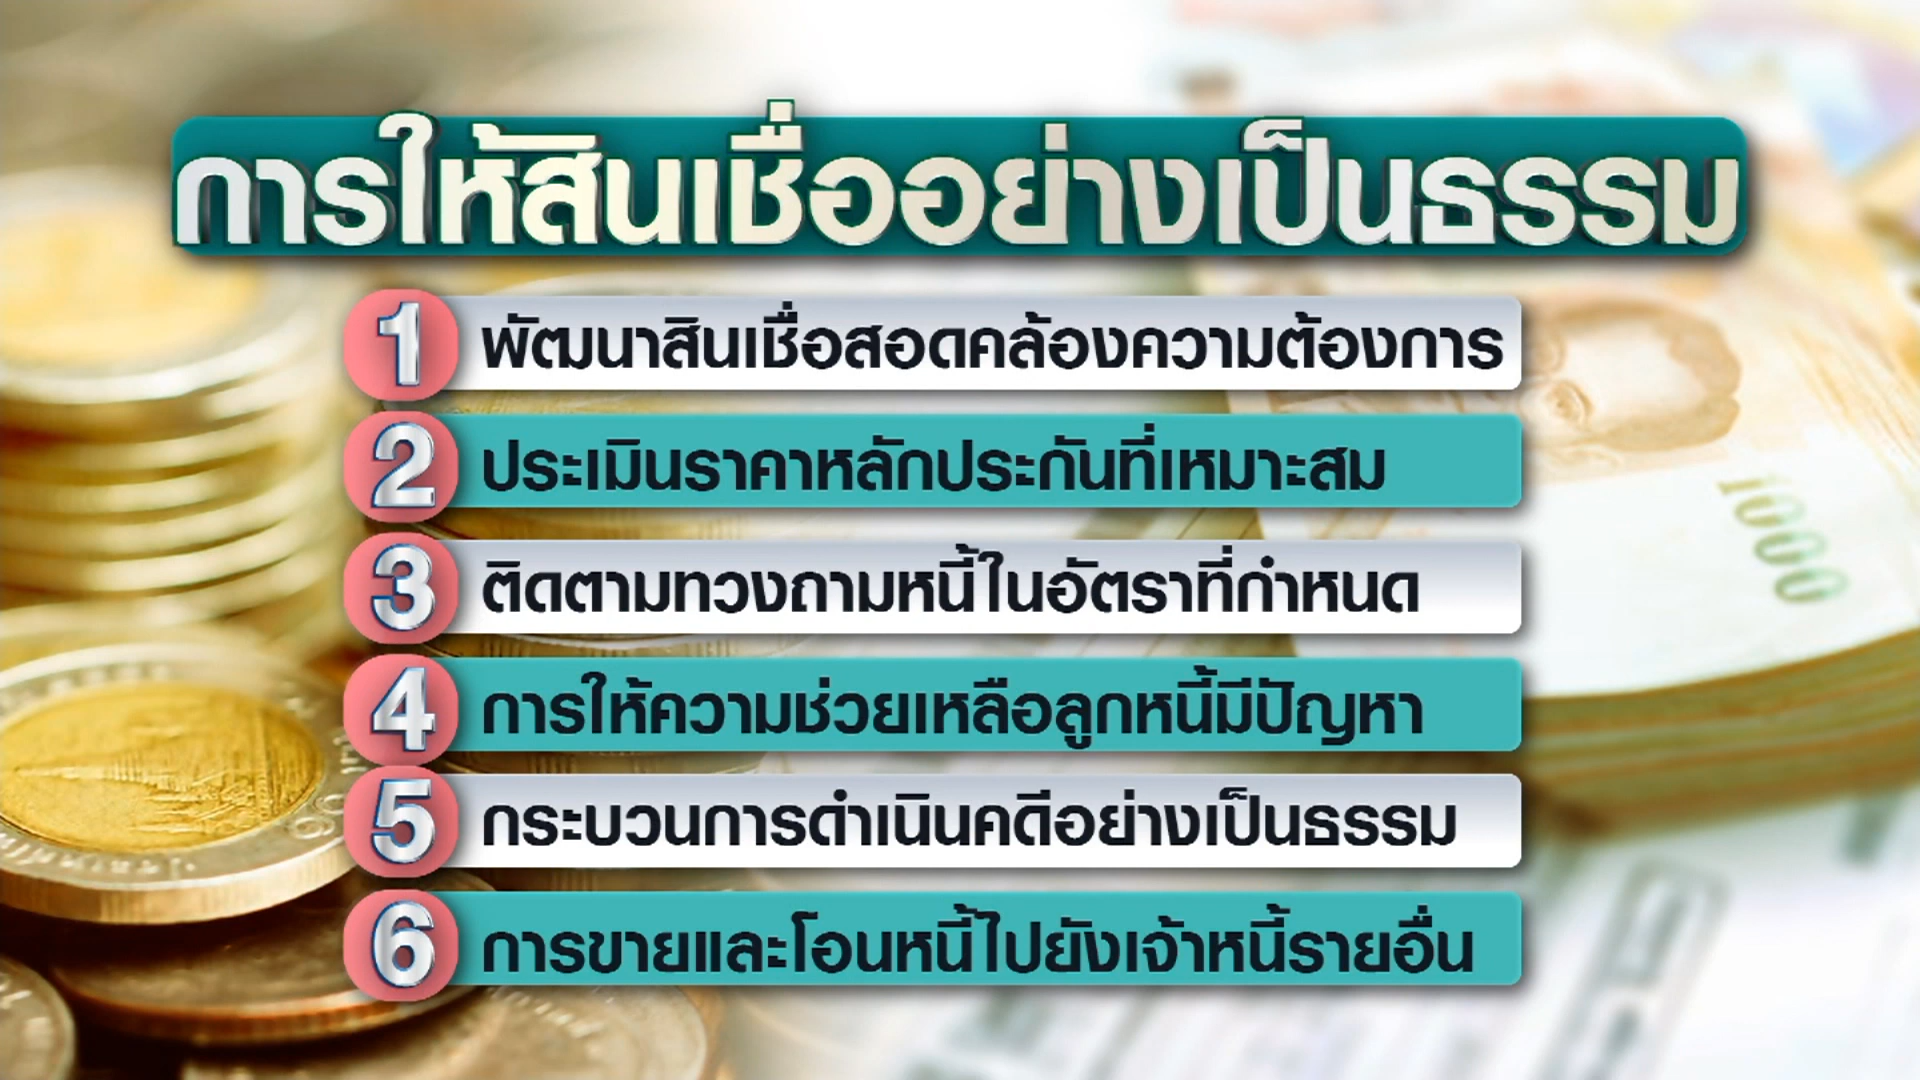 การให้สินเชื่ออย่างเป็นธรรม
1 พัฒนาสินเชื่อสอดคล้องความต้องการ
2 ประเมินราคาหลักประกันที่เหมาะสม
3 ติดตามทวงถามหนี้ในอัตราที่กำหนด
4 การให้ความช่วยเหลือลูกหนี้มีปัญหา
5 กระบวนการดำเนินคดีอย่างเป็นธรรม
6 การขายและโอนหนี้ไปยังเจ้าหนี้รายอื่น
1000